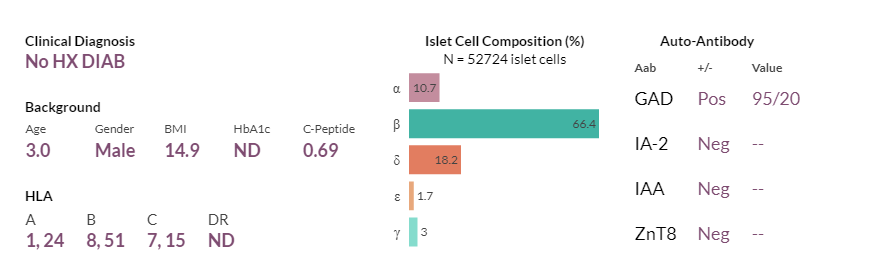 Clinical Diagnosis
No HX DIAB
Background
Age Gender BMI HbA1c C-Peptide
3.0 Male 14.9 ND 0.69
HLA
A B C DR
1, 24 8, 51 7, 15 ND
Islet Cell Composition (%)
N = 52724 islet cells
α 10.7
β 66.4
δ 18.2
ε 1.7
γ 3
Auto-Antibody
Aab +/- Value
GAD Pos 95/20
IA-2 Neg --
IAA Neg --
ZnT8 Neg --